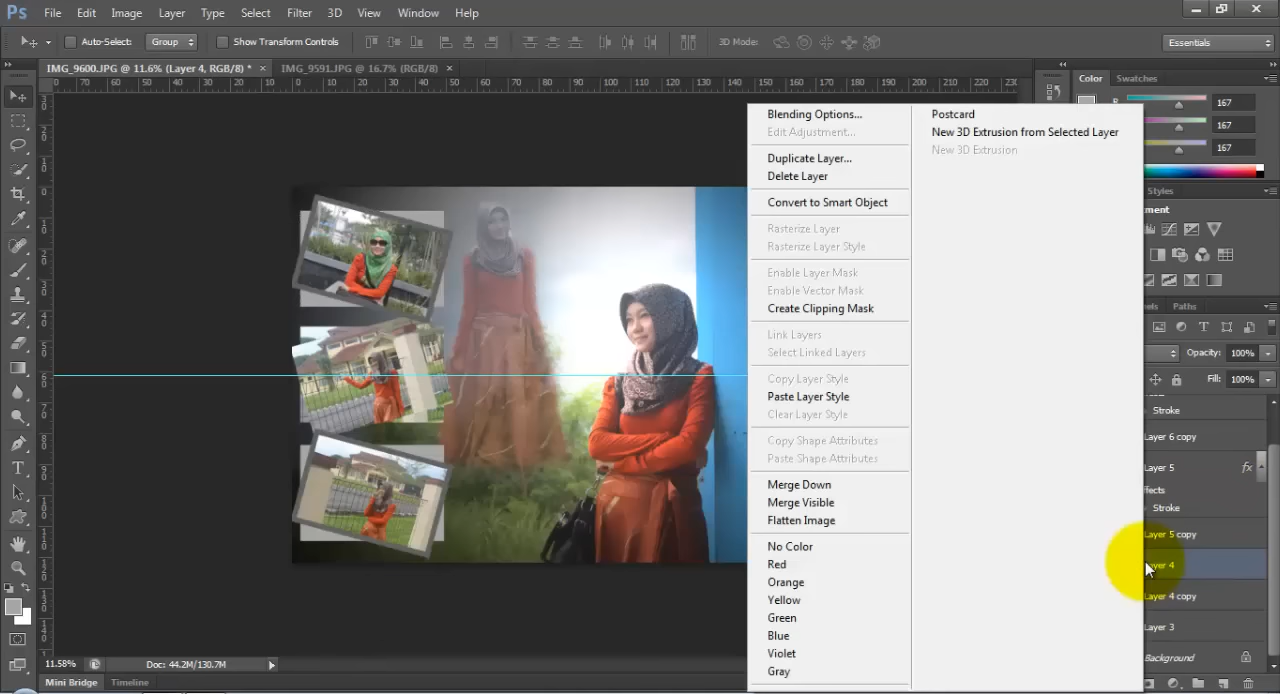 Ps File Edit Image Layer Type Select Filter 3D View Window Help
Auto-Select: Group Show Transform Controls 3D Mode: Essentials
IMG_9600.JPG @ 11.6% (Layer 4, RGB/8) * × IMG_9591.JPG @ 16.7% (RGB/8) ×
Color Swatches
R 167
167
167
Styles
Paths
Opacity: 100%
Fill: 100%
Stroke
Layer 6 copy
Layer 5 fx
Stroke
Layer 5 copy
Layer 4 copy
Layer 3
Background
Blending Options...
Edit Adjustment...
Duplicate Layer...
Delete Layer
Convert to Smart Object
Rasterize Layer
Rasterize Layer Style
Enable Layer Mask
Enable Vector Mask
Create Clipping Mask
Link Layers
Select Linked Layers
Copy Layer Style
Paste Layer Style
Clear Layer Style
Copy Shape Attributes
Paste Shape Attributes
Merge Down
Merge Visible
Flatten Image
No Color
Red
Orange
Yellow
Green
Blue
Violet
Gray
Postcard
New 3D Extrusion from Selected Layer
New 3D Extrusion
11.58% Doc: 44.2M/130.7M
Mini Bridge Timeline